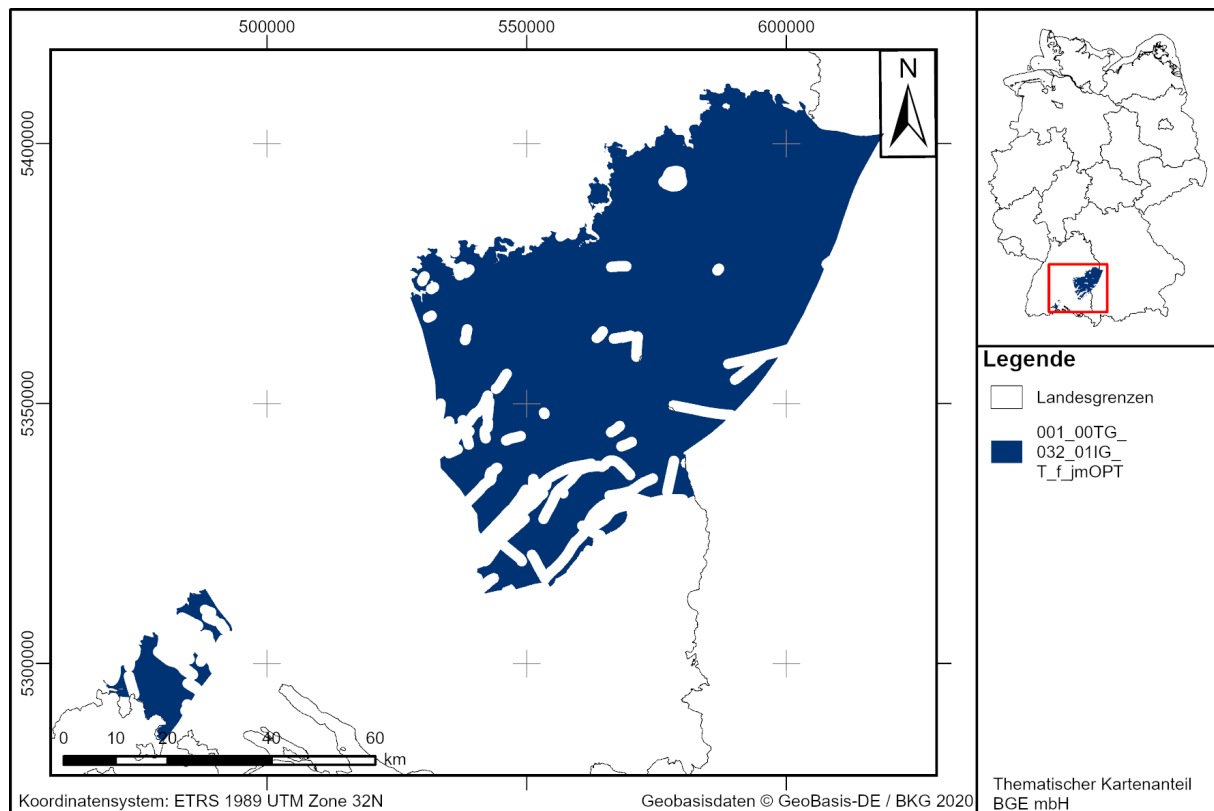 500000
550000
600000
5400000
5350000
5300000
N
0
10
20
40
60
km
Koordinatensystem: ETRS 1989 UTM Zone 32N
Geobasisdaten © GeoBasis-DE / BKG 2020
Legende
Landesgrenzen
001_00TG_
032_01IG_
T_f_jmOPT
Thematischer Kartenanteil
BGE mbH